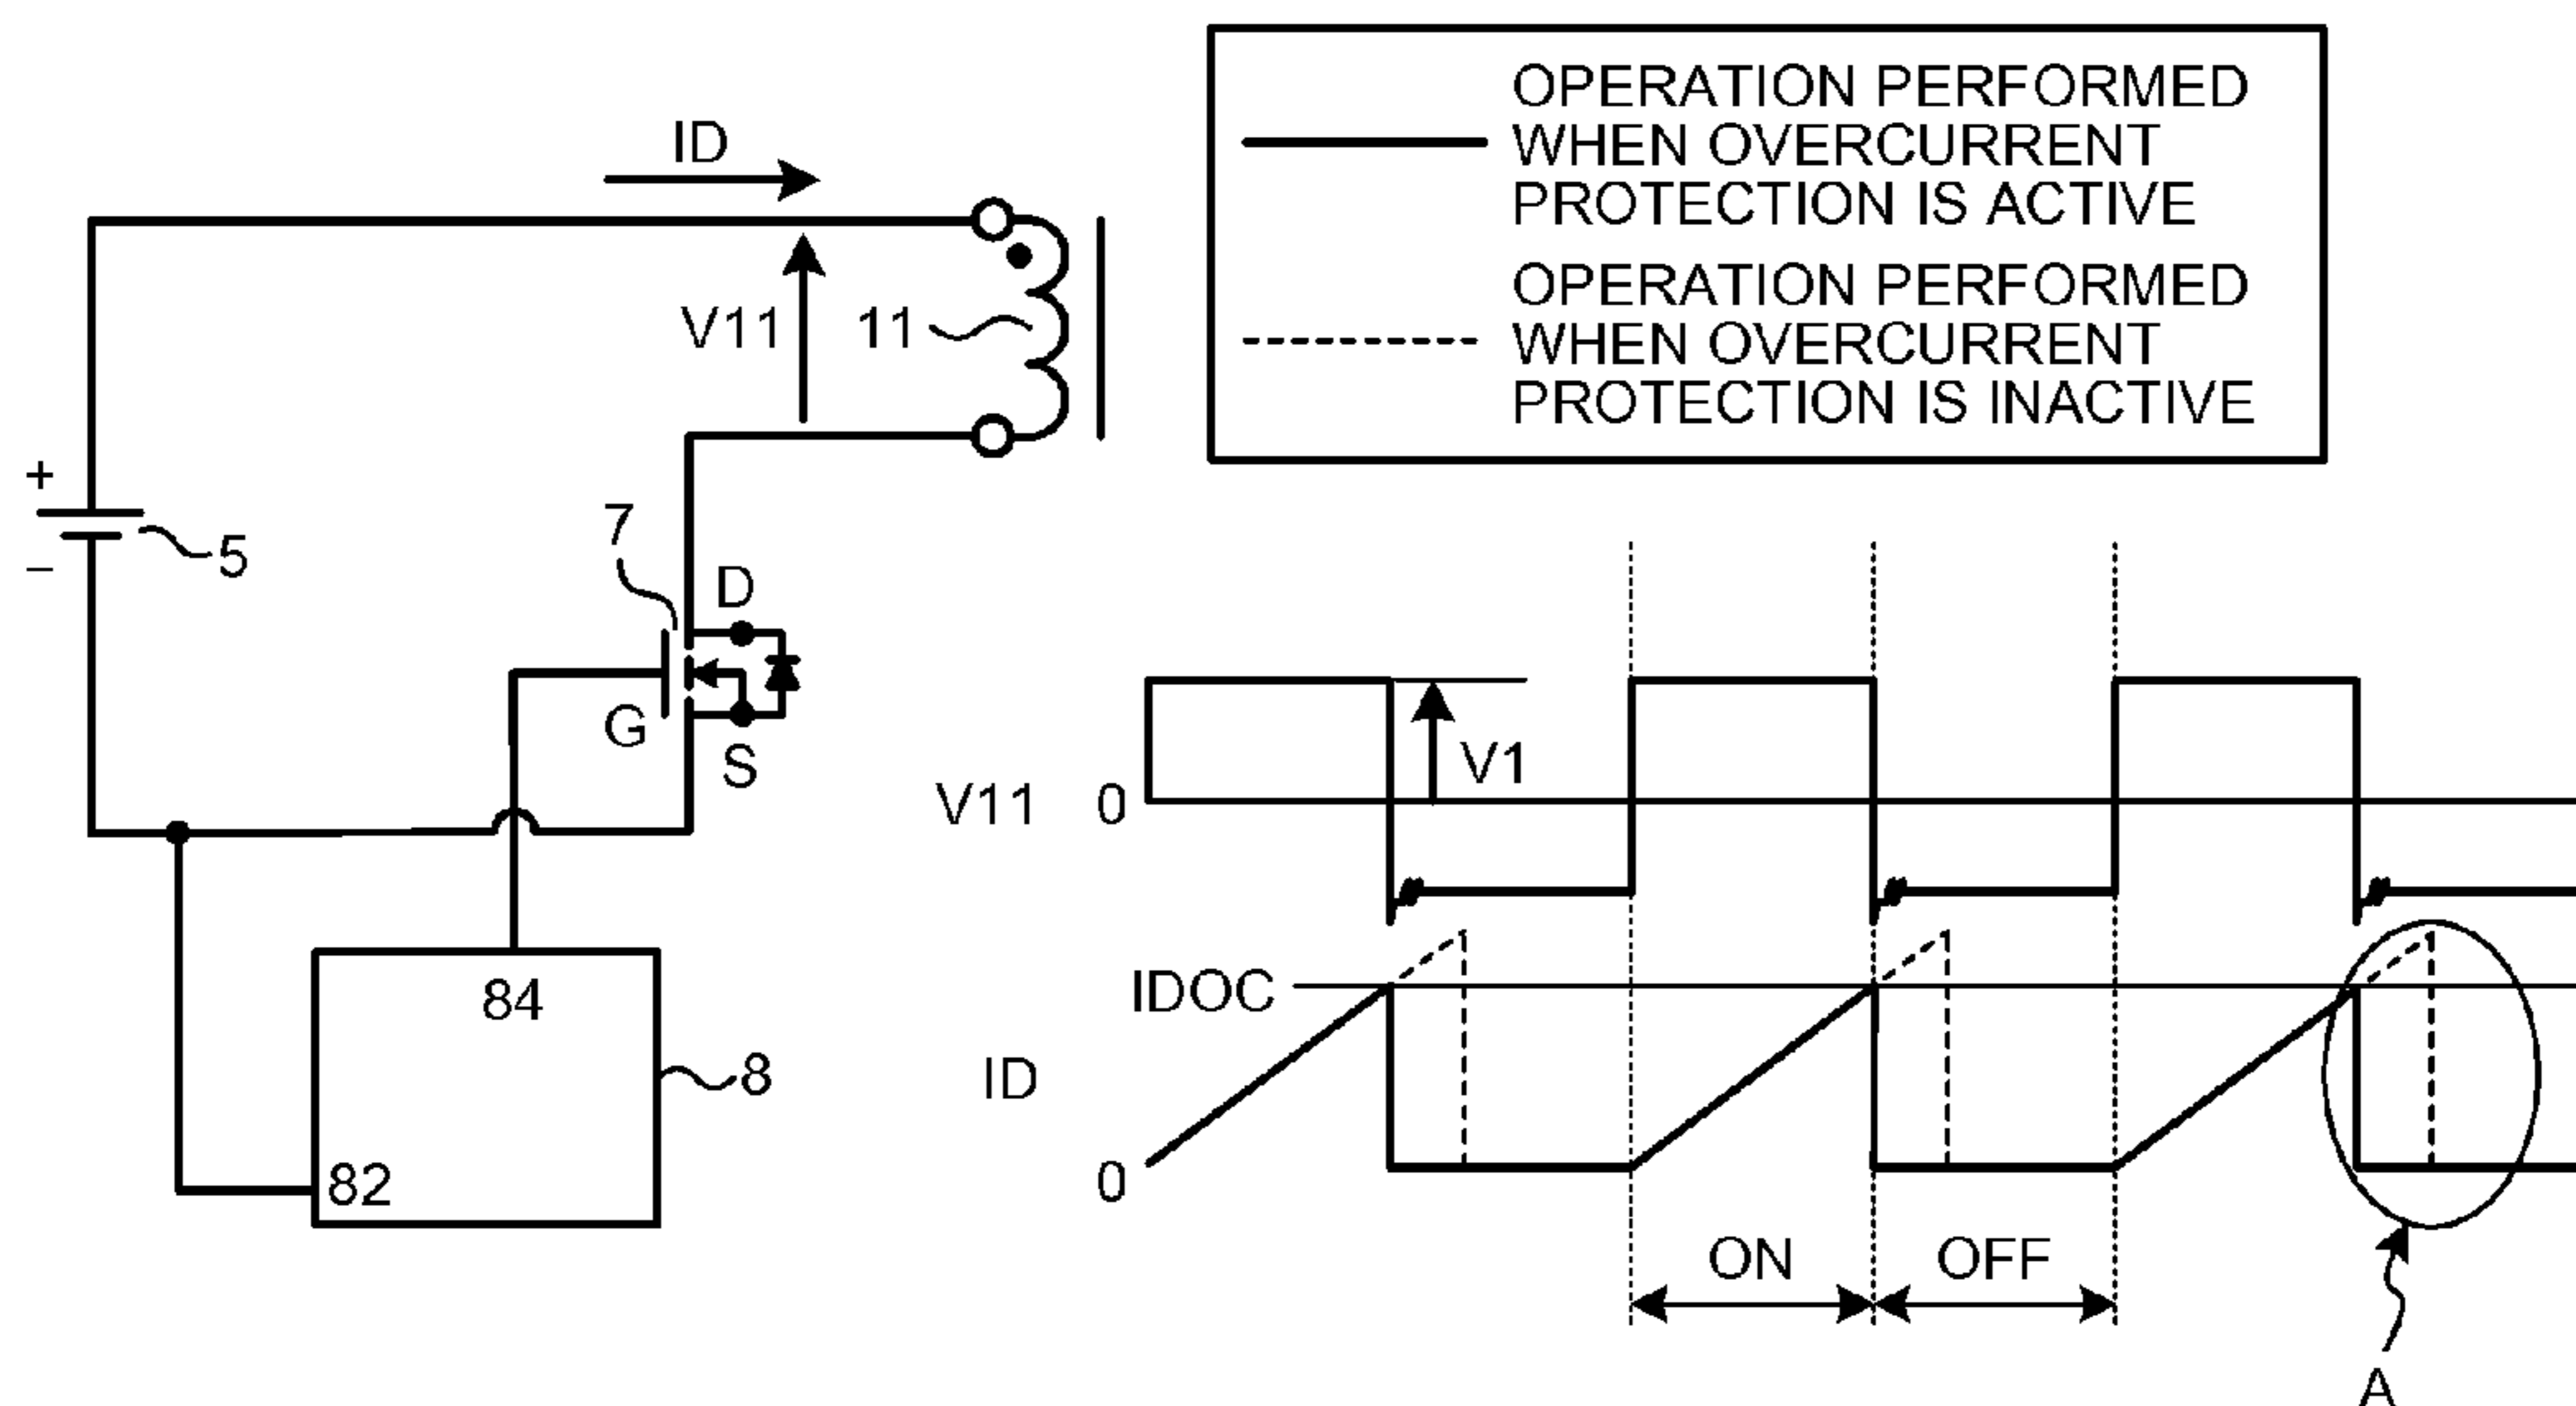 OPERATION PERFORMED
WHEN OVERCURRENT
PROTECTION IS ACTIVE
OPERATION PERFORMED
WHEN OVERCURRENT
PROTECTION IS INACTIVE
ID
V11
11
+
−
5
7
D
G
S
84
82
8
V11
0
V1
IDOC
ID
0
ON
OFF
A